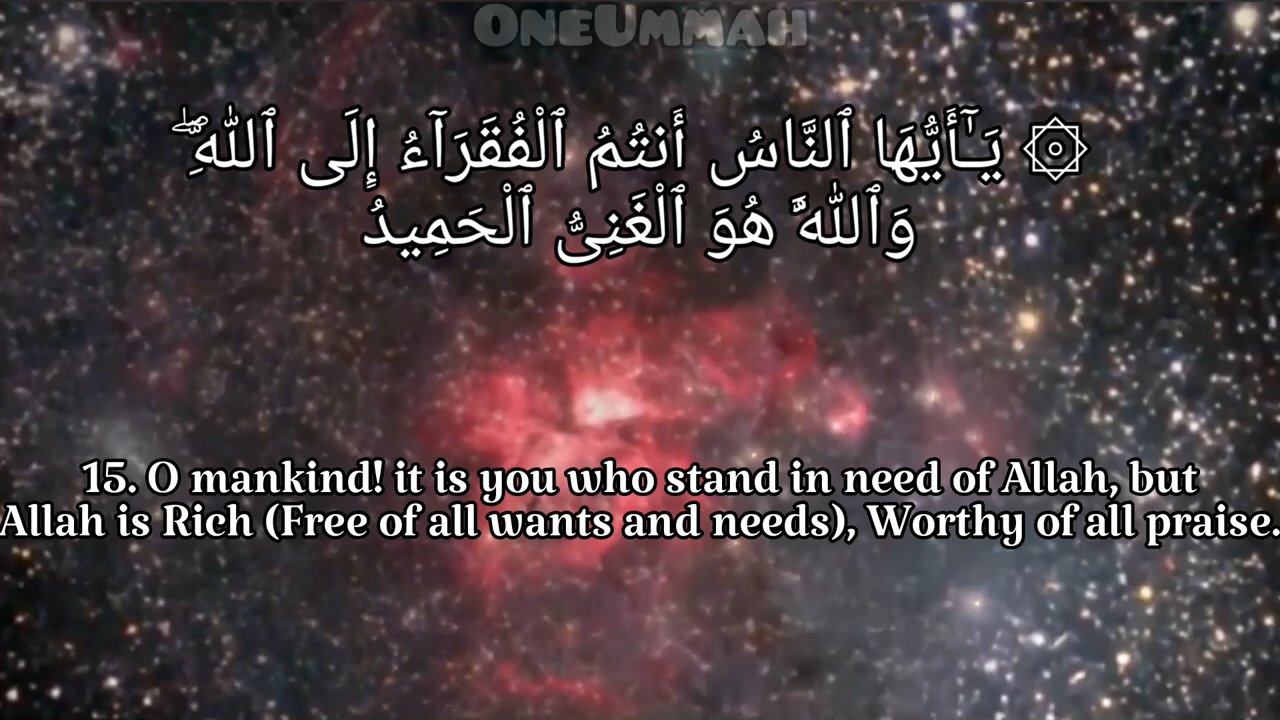 OneUmmah
۞ يَـٰٓأَيُّهَا ٱلنَّاسُ أَنتُمُ ٱلْفُقَرَآءُ إِلَى ٱللَّهِ ۖ
وَٱللَّهُ هُوَ ٱلْغَنِىُّ ٱلْحَمِيدُ
15. O mankind! it is you who stand in need of Allah, but
Allah is Rich (Free of all wants and needs), Worthy of all praise.